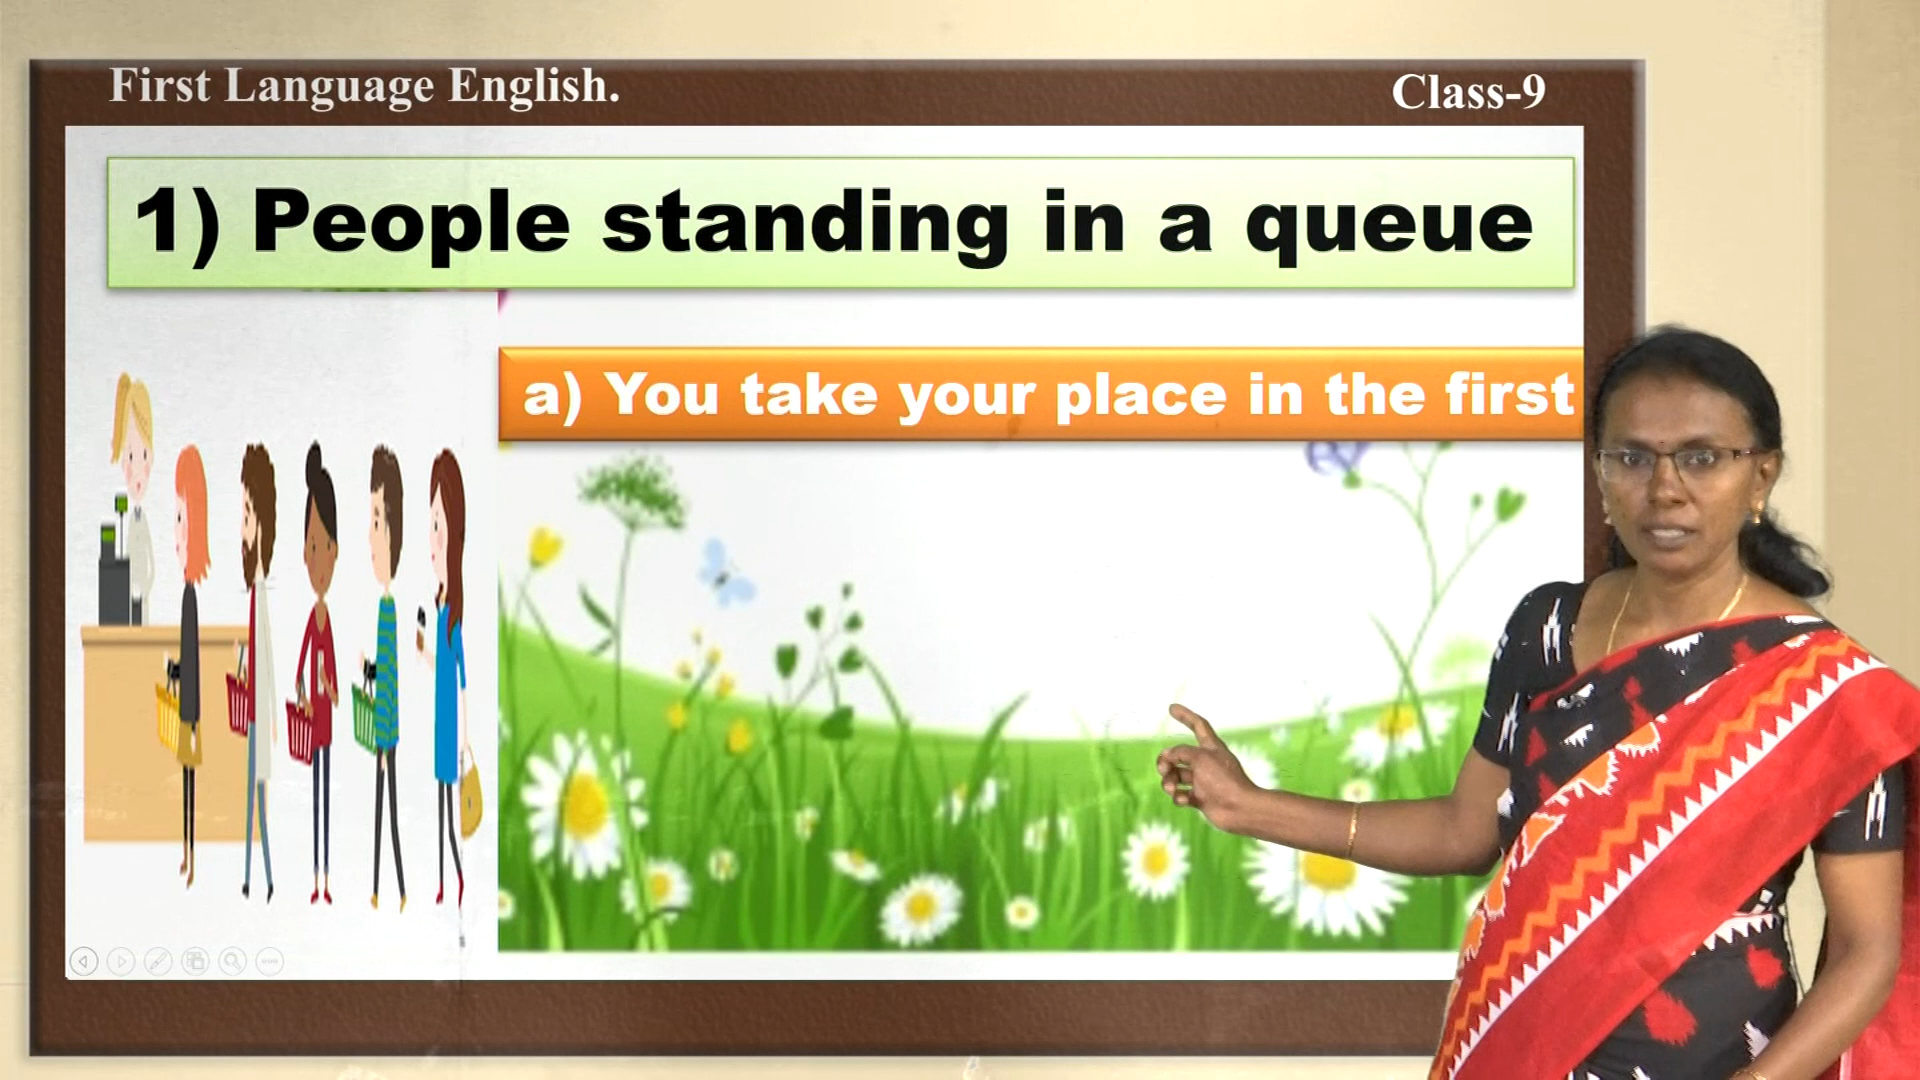 First Language English.
Class-9
1) People standing in a queue
a) You take your place in the first